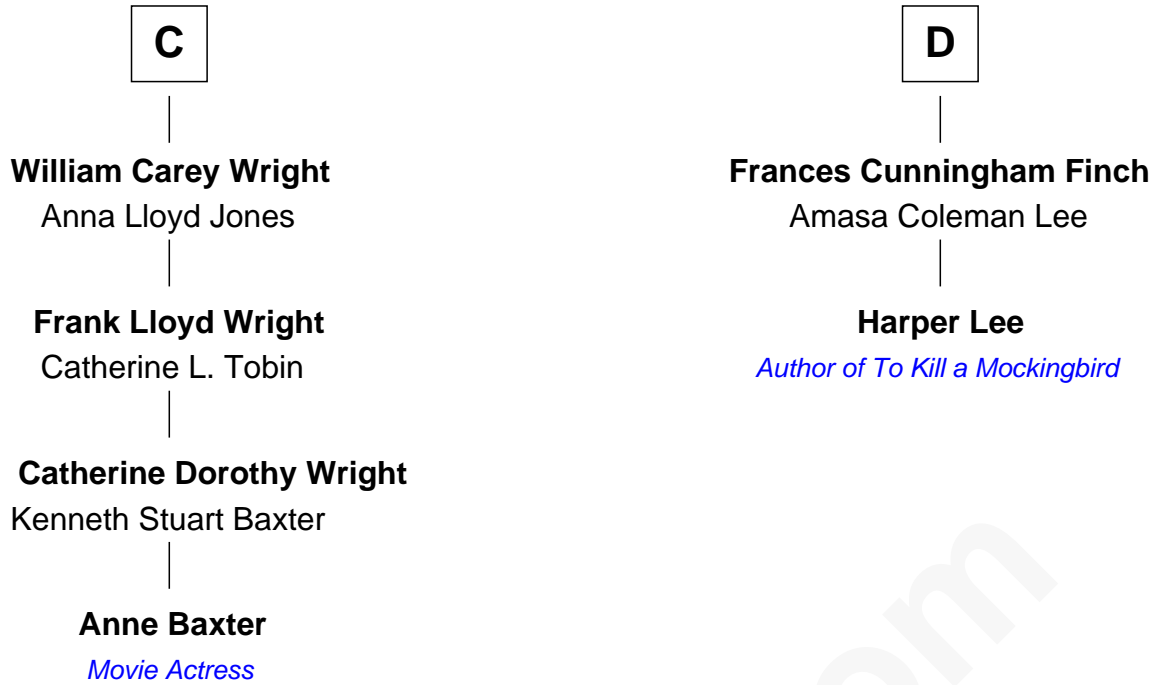 C
William Carey Wright
Anna Lloyd Jones
Frank Lloyd Wright
Catherine L. Tobin
Catherine Dorothy Wright
Kenneth Stuart Baxter
Anne Baxter
Movie Actress
D
Frances Cunningham Finch
Amasa Coleman Lee
Harper Lee
Author of To Kill a Mockingbird
om